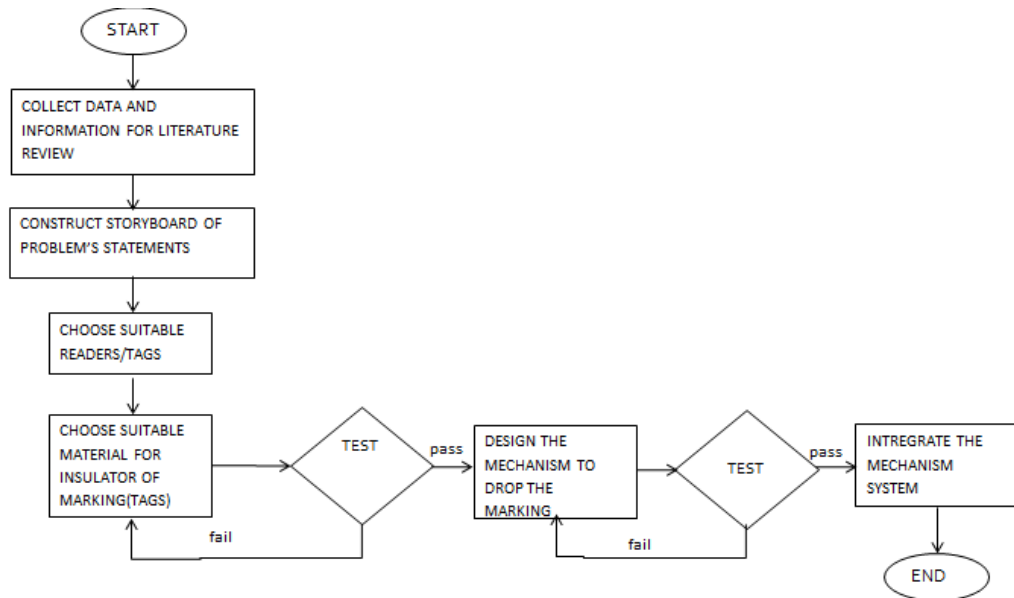 START
COLLECT DATA AND
INFORMATION FOR LITERATURE
REVIEW
CONSTRUCT STORYBOARD OF
PROBLEM'S STATEMENTS
CHOOSE SUITABLE
READERS/TAGS
CHOOSE SUITABLE
MATERIAL FOR
INSULATOR OF
MARKING(TAGS)
TEST
pass
fail
DESIGN THE
MECHANISM TO
DROP THE
MARKING
TEST
pass
fail
INTREGRATE THE
MECHANISM
SYSTEM
END